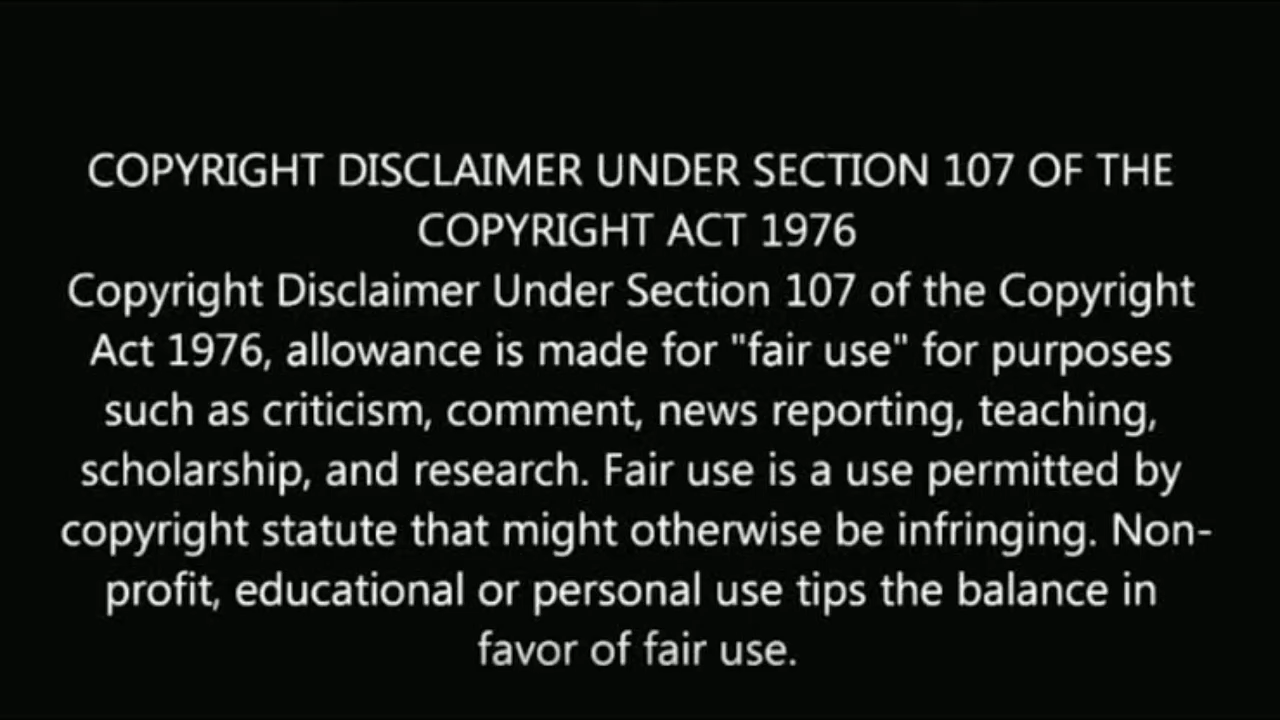 COPYRIGHT DISCLAIMER UNDER SECTION 107 OF THE
COPYRIGHT ACT 1976
Copyright Disclaimer Under Section 107 of the Copyright
Act 1976, allowance is made for "fair use" for purposes
such as criticism, comment, news reporting, teaching,
scholarship, and research. Fair use is a use permitted by
copyright statute that might otherwise be infringing. Non-
profit, educational or personal use tips the balance in
favor of fair use.